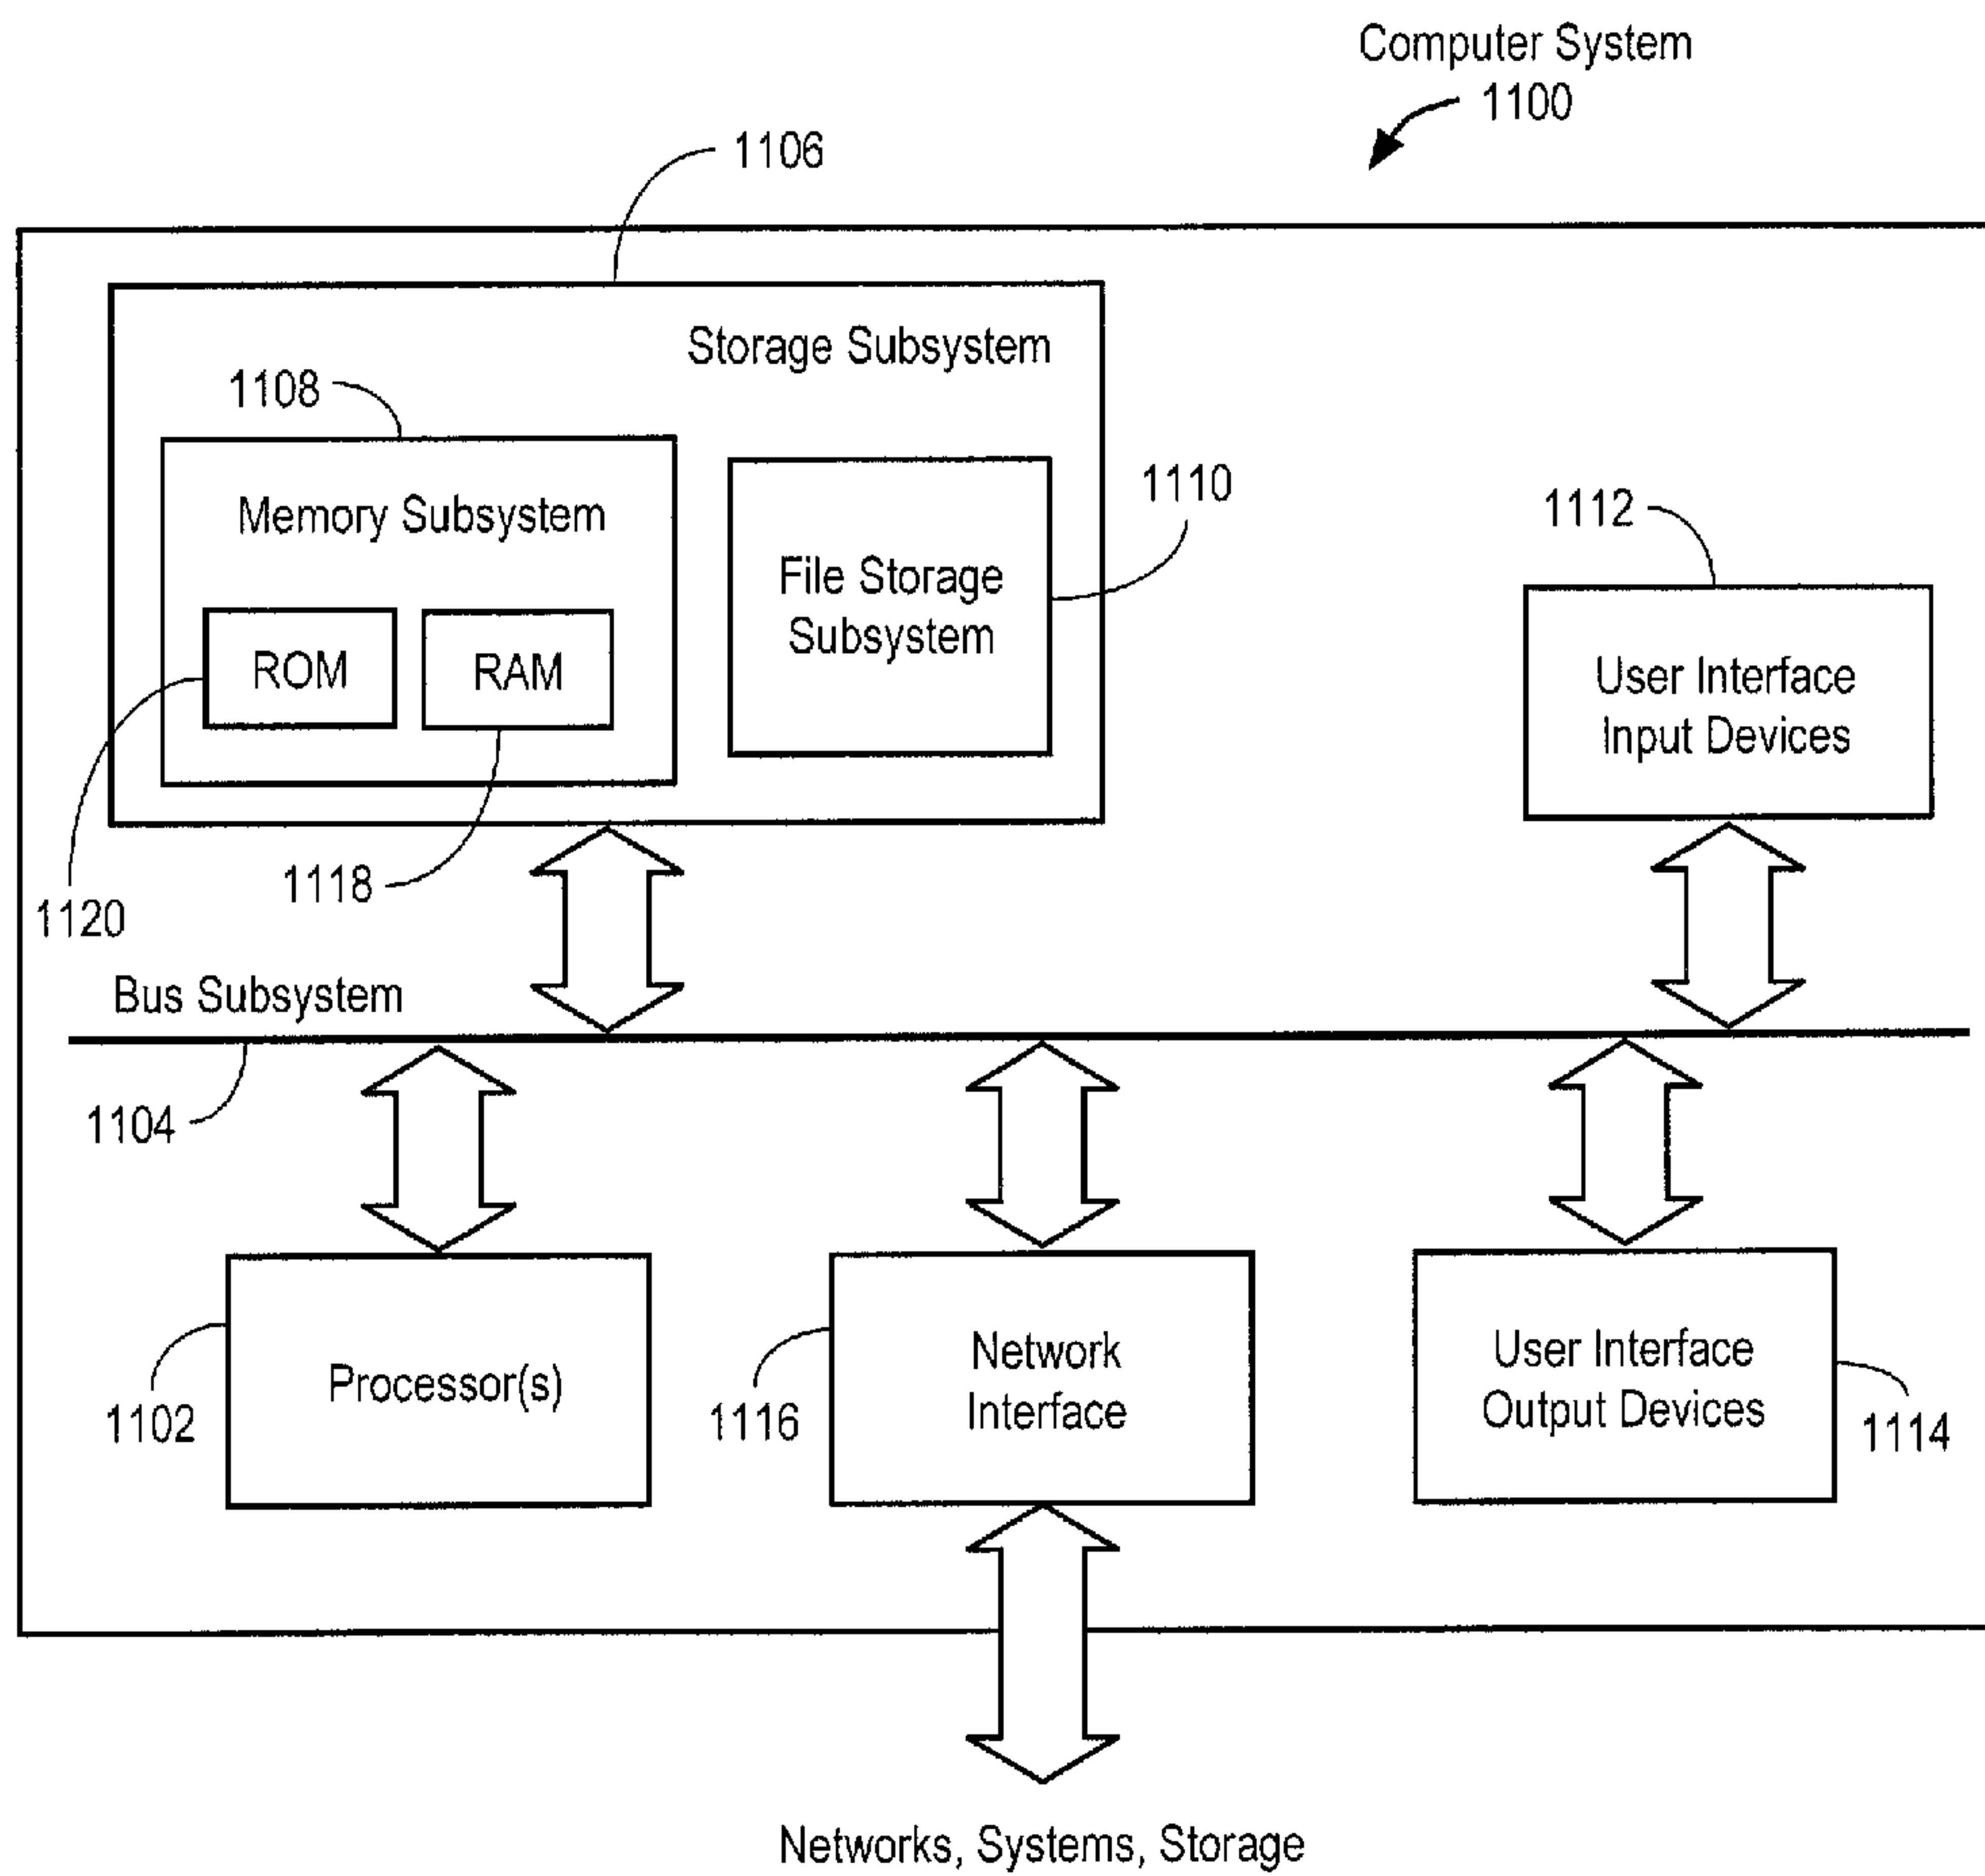 Computer System
1100
1106
Storage Subsystem
1108
Memory Subsystem
1110
File Storage
Subsystem
1112
ROM
RAM
User Interface
Input Devices
1118
1120
Bus Subsystem
1104
1102
Processor(s)
1116
Network
Interface
User Interface
Output Devices
1114
Networks, Systems, Storage